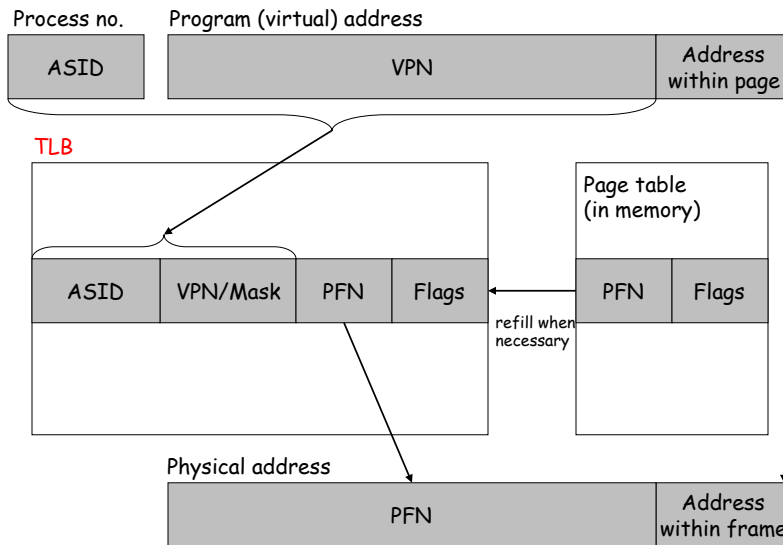 Process no.
Program (virtual) address
ASID
VPN
Address
within page
TLB
Page table
(in memory)
ASID
VPN/Mask
PFN
Flags
PFN
Flags
refill when
necessary
Physical address
PFN
Address
within frame